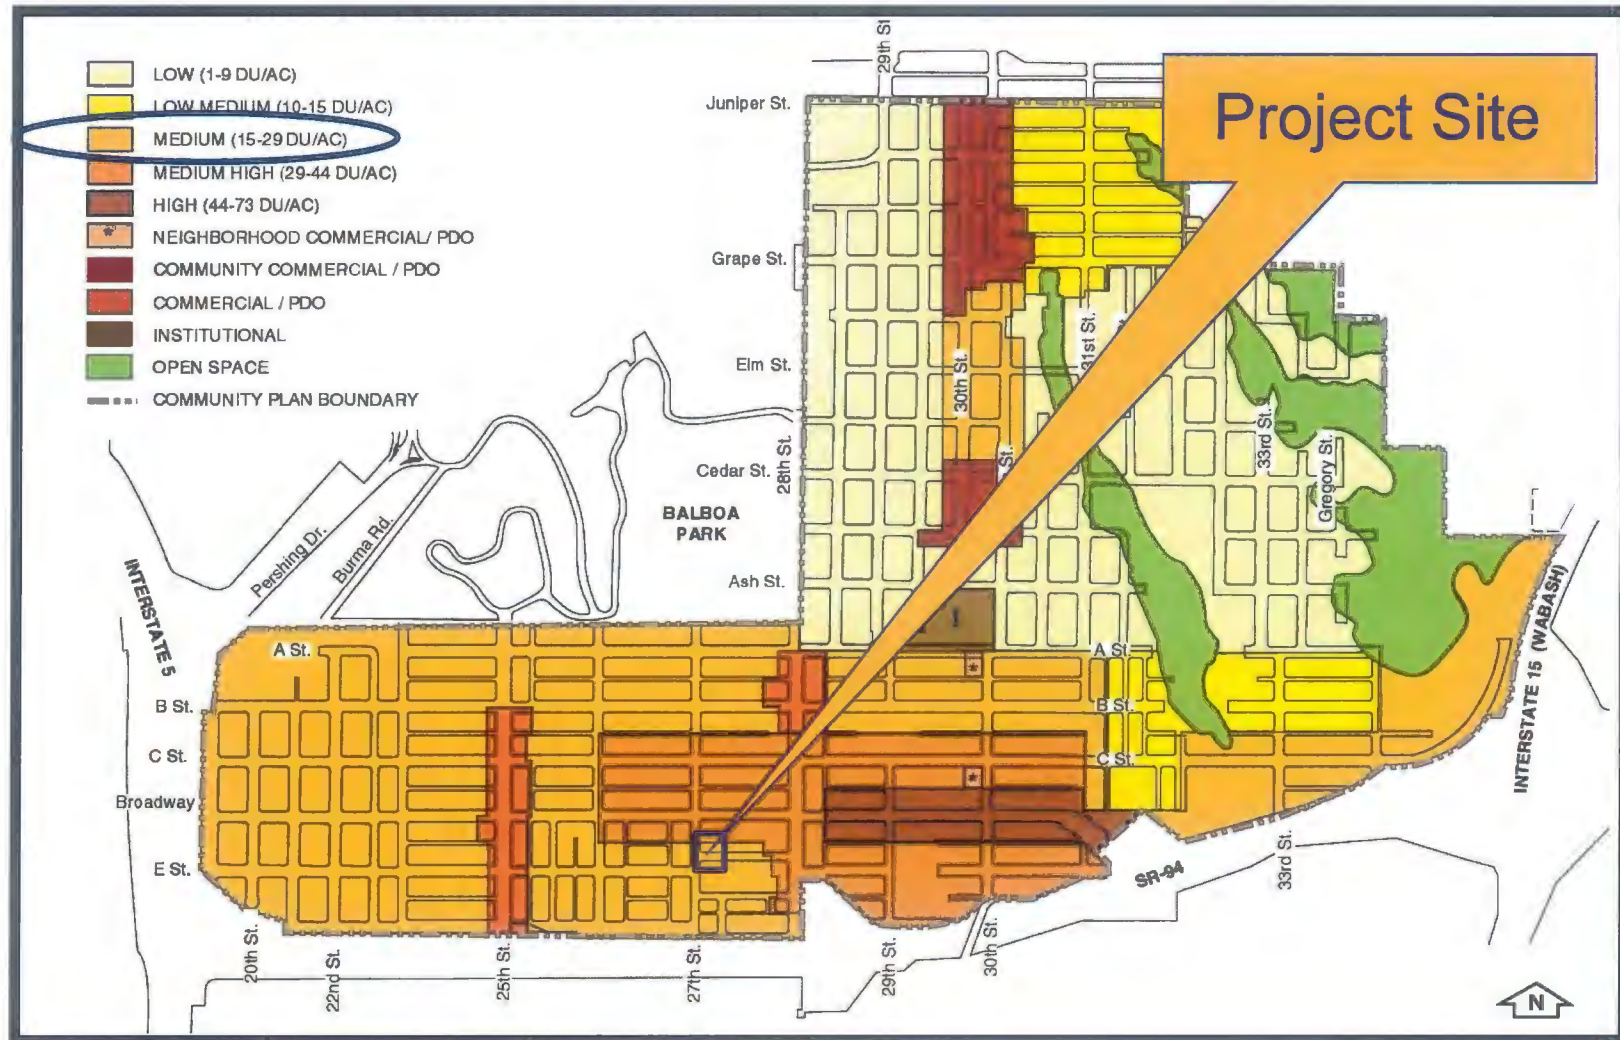 LOW (1-9 DU/AC)
LOW MEDIUM (10-15 DU/AC)
MEDIUM (15-29 DU/AC)
MEDIUM HIGH (29-44 DU/AC)
HIGH (44-73 DU/AC)
* NEIGHBORHOOD COMMERCIAL/ PDO
COMMUNITY COMMERCIAL / PDO
COMMERCIAL / PDO
INSTITUTIONAL
OPEN SPACE
COMMUNITY PLAN BOUNDARY
Project Site
29th St
Juniper St.
Grape St.
Elm St.
31st St.
30th St.
28th St.
Cedar St.
St.
33rd St.
Gregory St.
BALBOA
PARK
Pershing Dr.
Burma Rd.
Ash St.
INTERSTATE 5
INTERSTATE 15 (WABASH)
A St.
A St.
*
B St.
B St.
C St.
C St.
*
Broadway
E St.
SR-94
33rd St.
20th St.
22nd St.
25th St.
27th St.
29th St.
30th St.
N